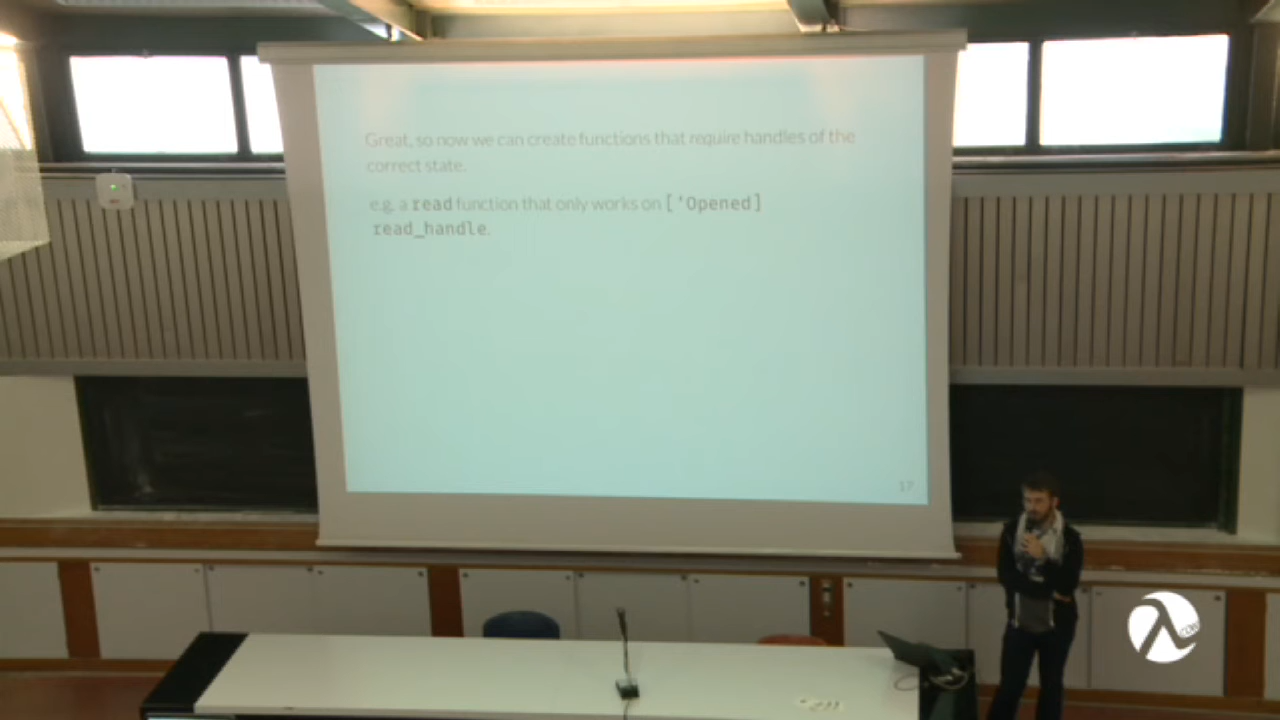 Great, so now we can create functions that require handles of the
correct state.
e.g. a read function that only works on ['Opened]
read_handle.
17
λ
CON